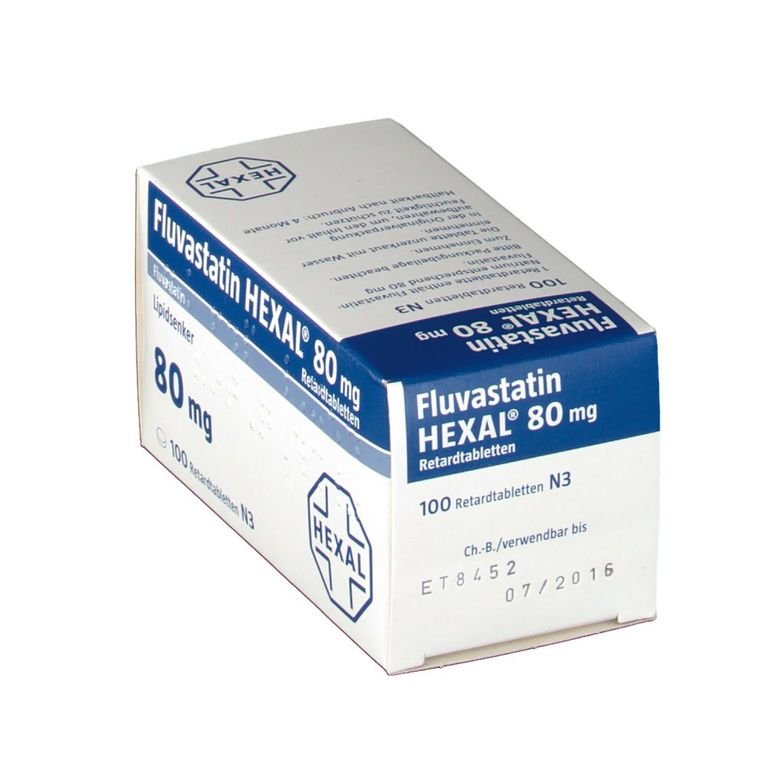 HEXAL
100 Retardtabletten N3
1 Retardtablette enthält Fluvastatin-
Natrium entsprechend 80 mg
Fluvastatin.
Bitte Packungsbeilage beachten.
Zum Einnehmen
Die Tablette unzerkaut mit Wasser
einnehmen.
In der Originalverpackung
aufbewahren, um den Inhalt vor
Feuchtigkeit zu schützen.
Haltbarkeit nach Anbruch: 4 Monate
Fluvastatin
HEXAL® 80 mg
Retardtabletten
Fluvastatin HEXAL® 80 mg
Retardtabletten
Fluvastatin
Lipidsenker
80 mg
100 Retardtabletten N3
HEXAL
Fluvastatin
HEXAL® 80 mg
Retardtabletten
100 Retardtabletten N3
Ch.-B./verwendbar bis
ET8452
07/2016